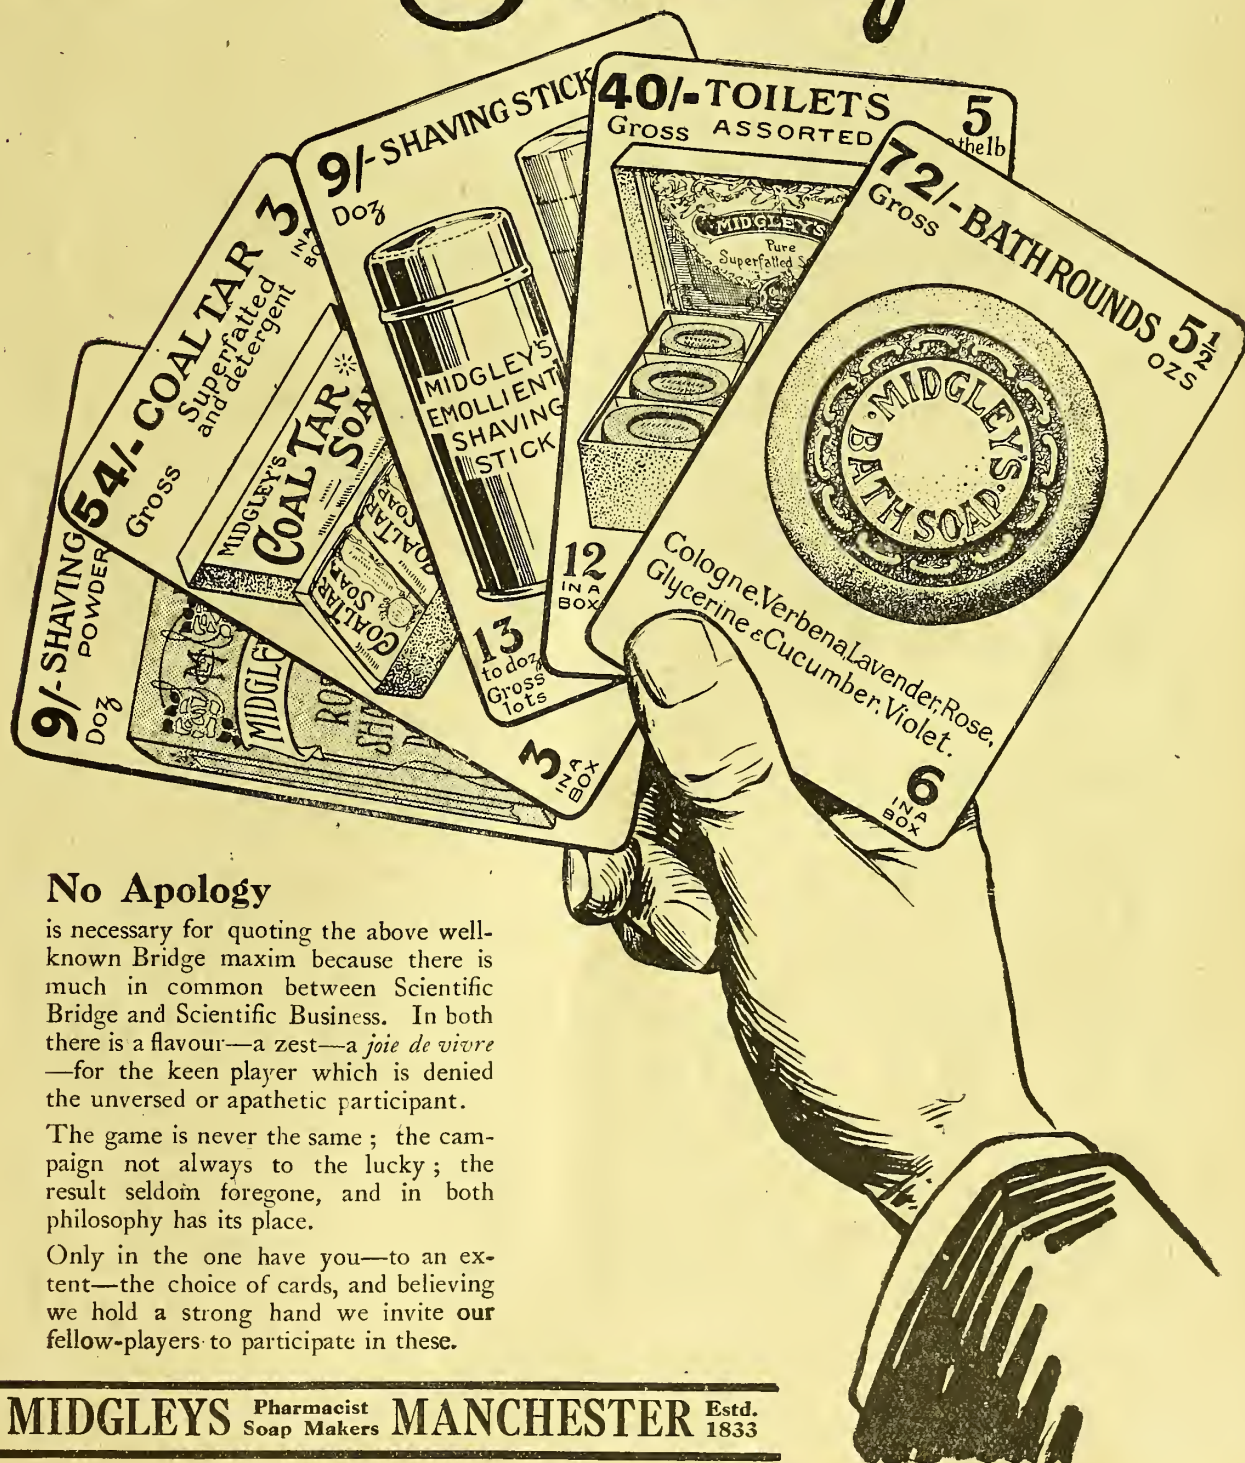 9/- SHAVING
POWDER
Doz
MIDGLE
54/- COAL TAR 3
Gross
Superfatted
and detergent
IN A
MIDGLEY'S
COAL TAR
SOAP
COALTAR
SOAP
COALTAR
SOAP
3
IN A
BOX
9/- SHAVING STICK
Doz
MIDGLEY'S
EMOLLIENT
SHAVING
STICK
13
to doz
Gross
lots
40/- TOILETS 5
Gross ASSORTED
the lb
MIDGLEY'S
Pure
Superfatted
12
IN A
BOX
72/- BATH ROUNDS 5½
Gross
OZS
MIDGLEY'S
BATH SOAP
Cologne, Verbena, Lavender, Rose,
Glycerine & Cucumber, Violet.
6
IN A
BOX
No Apology
is necessary for quoting the above well-
known Bridge maxim because there is
much in common between Scientific
Bridge and Scientific Business. In both
there is a flavour—a zest—a joie de vivre
—for the keen player which is denied
the unversed or apathetic participant.
The game is never the same ; the cam-
paign not always to the lucky ; the
result seldom foregone, and in both
philosophy has its place.
Only in the one have you—to an ex-
tent—the choice of cards, and believing
we hold a strong hand we invite our
fellow-players to participate in these.
MIDGLEYS Pharmacist Soap Makers MANCHESTER Estd. 1833